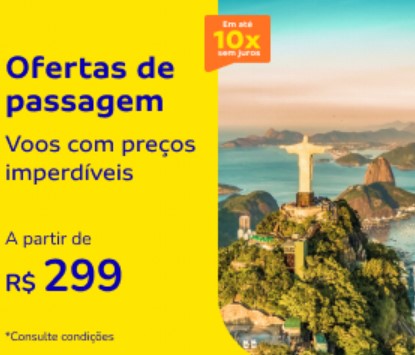 Em até
10x
sem juros
Ofertas de
passagem
Voos com preços
imperdíveis
A partir de
R$ 299
*Consulte condições